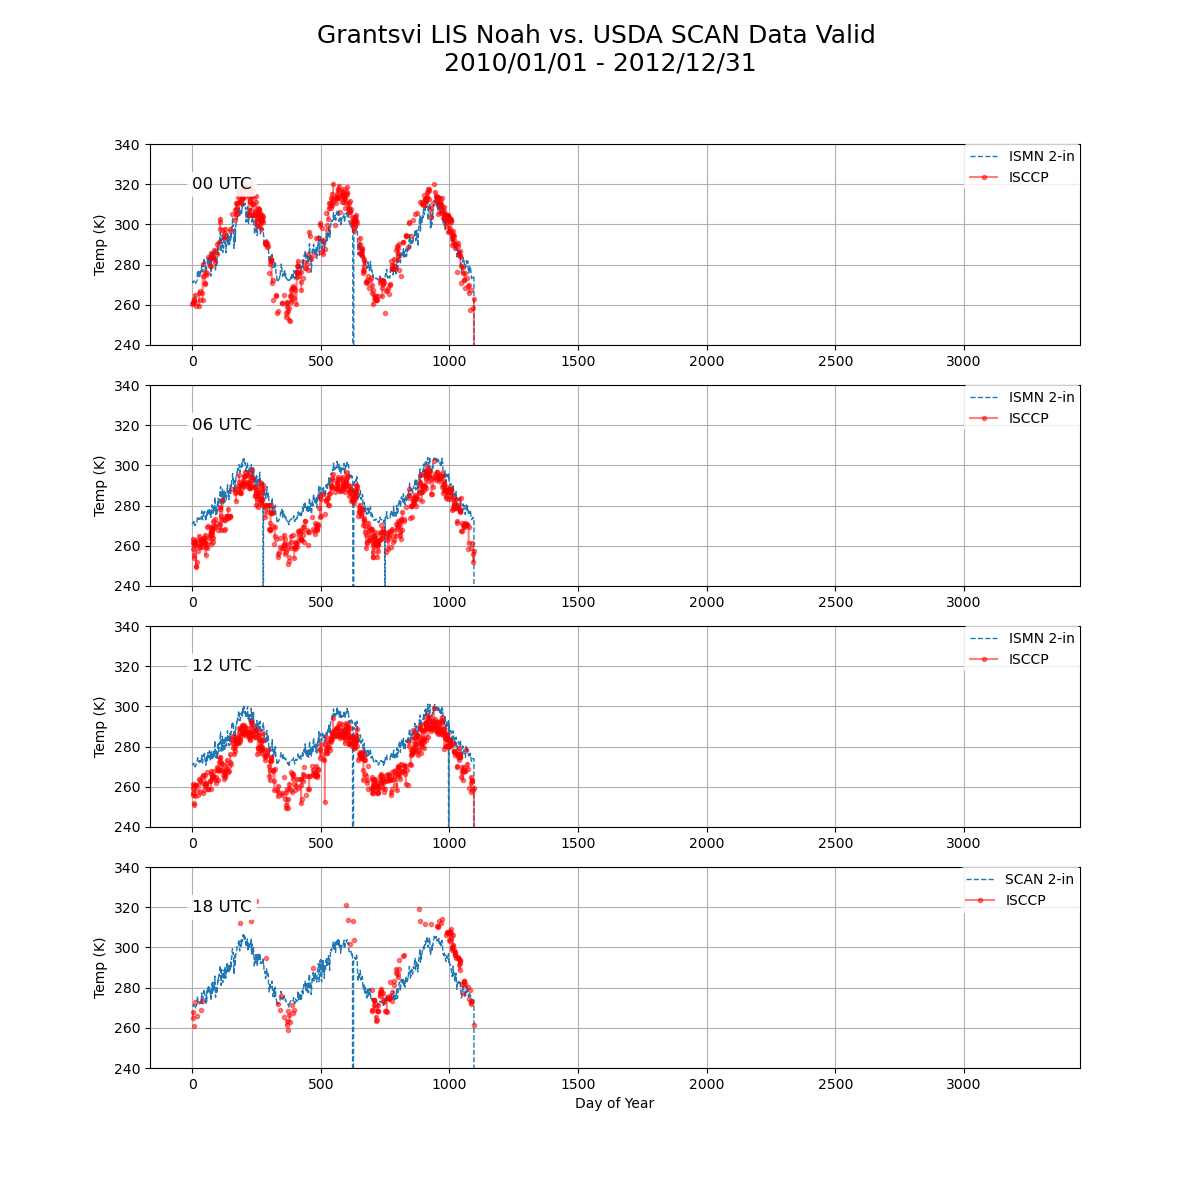 Grantsvi LIS Noah vs. USDA SCAN Data Valid
2010/01/01 - 2012/12/31
340
320
300
280
260
240
Temp (K)
00 UTC
ISMN 2-in
ISCCP
0 500 1000 1500 2000 2500 3000
340
320
300
280
260
240
Temp (K)
06 UTC
ISMN 2-in
ISCCP
0 500 1000 1500 2000 2500 3000
340
320
300
280
260
240
Temp (K)
12 UTC
ISMN 2-in
ISCCP
0 500 1000 1500 2000 2500 3000
340
320
300
280
260
240
Temp (K)
18 UTC
SCAN 2-in
ISCCP
0 500 1000 1500 2000 2500 3000
Day of Year